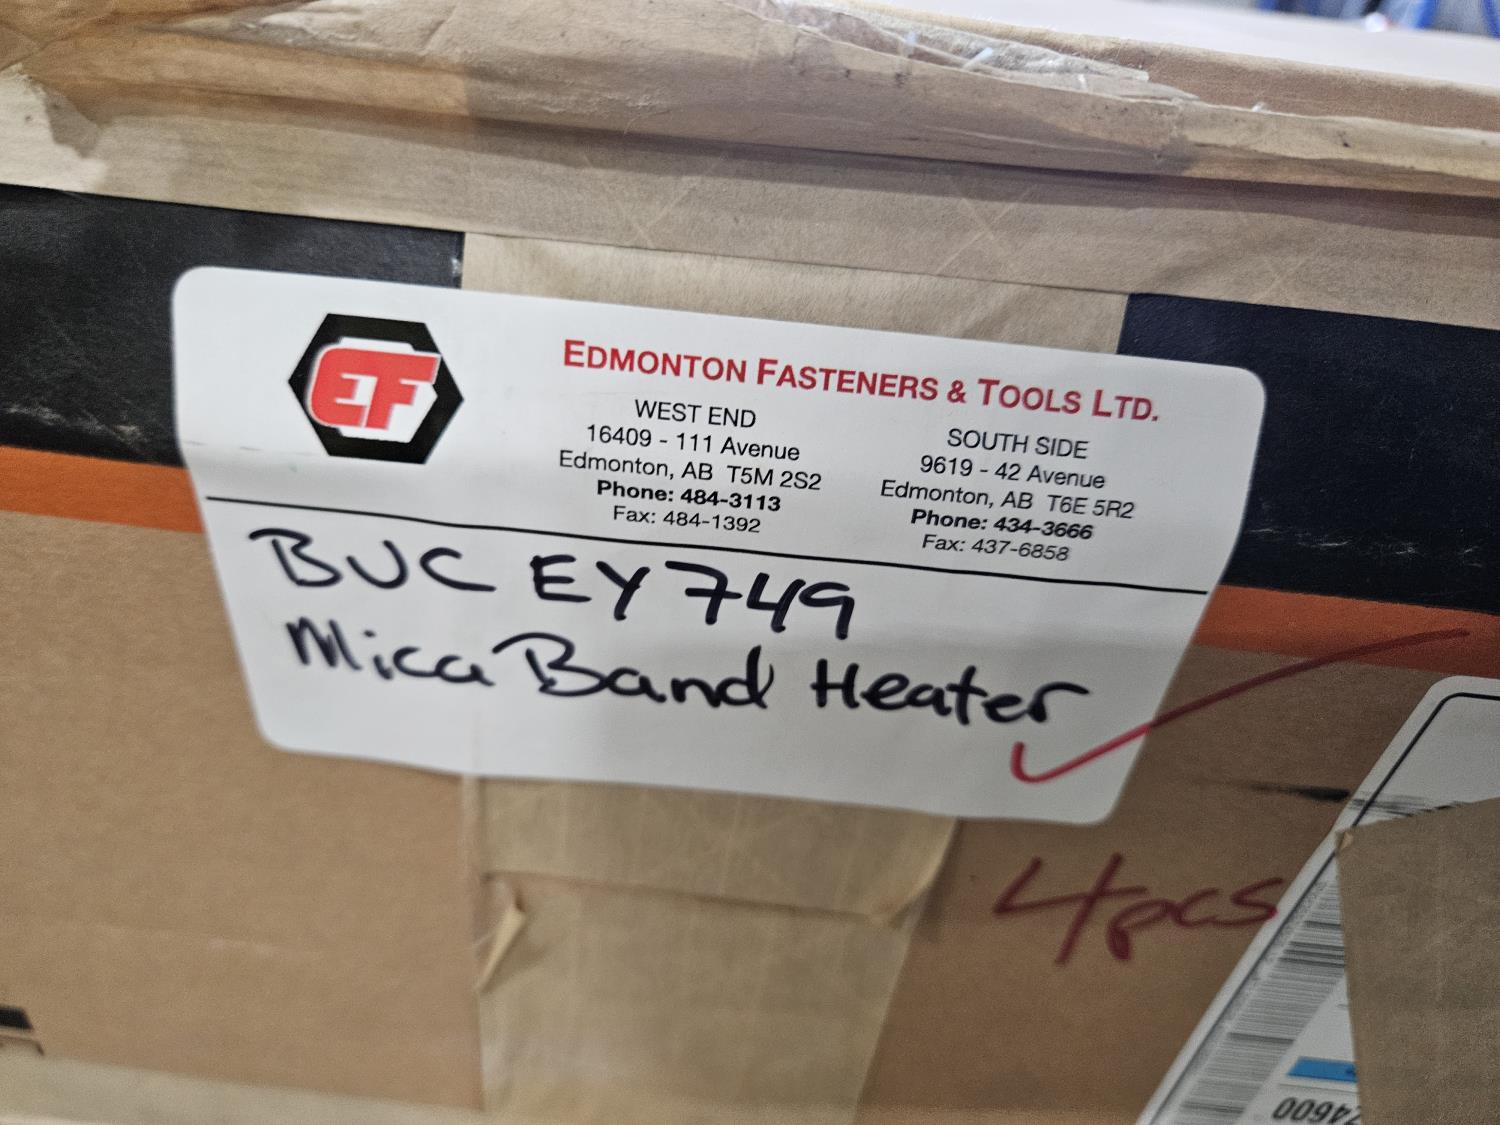 EF
EDMONTON FASTENERS & TOOLS LTD.
WEST END
16409 - 111 Avenue
Edmonton, AB T5M 2S2
Phone: 484-3113
Fax: 484-1392
SOUTH SIDE
9619 - 42 Avenue
Edmonton, AB T6E 5R2
Phone: 434-3666
Fax: 437-6858
BUC EY749
Mica Band Heater
4pcs